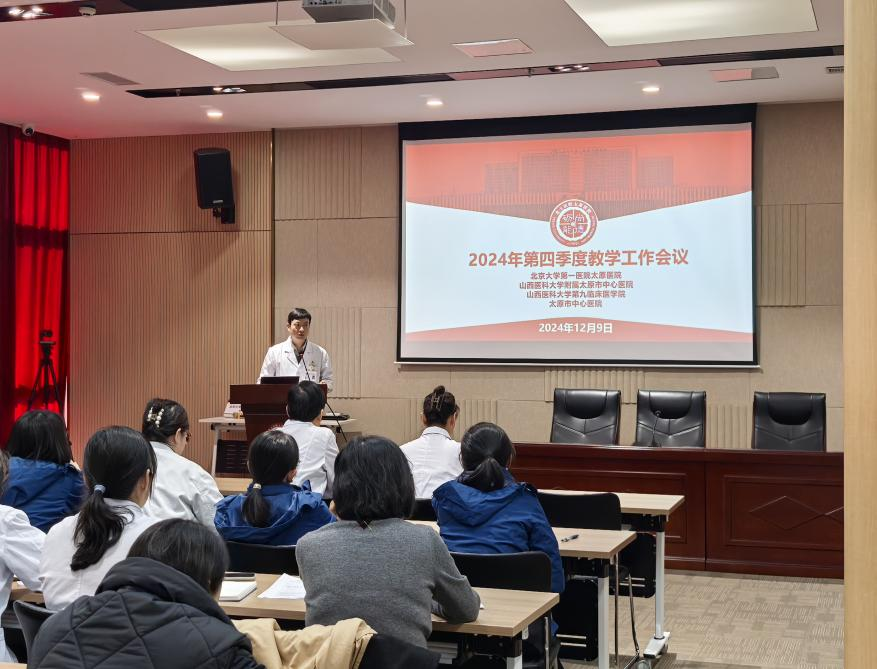 2024年第四季度教学工作会议
北京大学第一医院太原医院
山西医科大学附属太原市中心医院
山西医科大学第九临床医学院
太原市中心医院
2024年12月9日